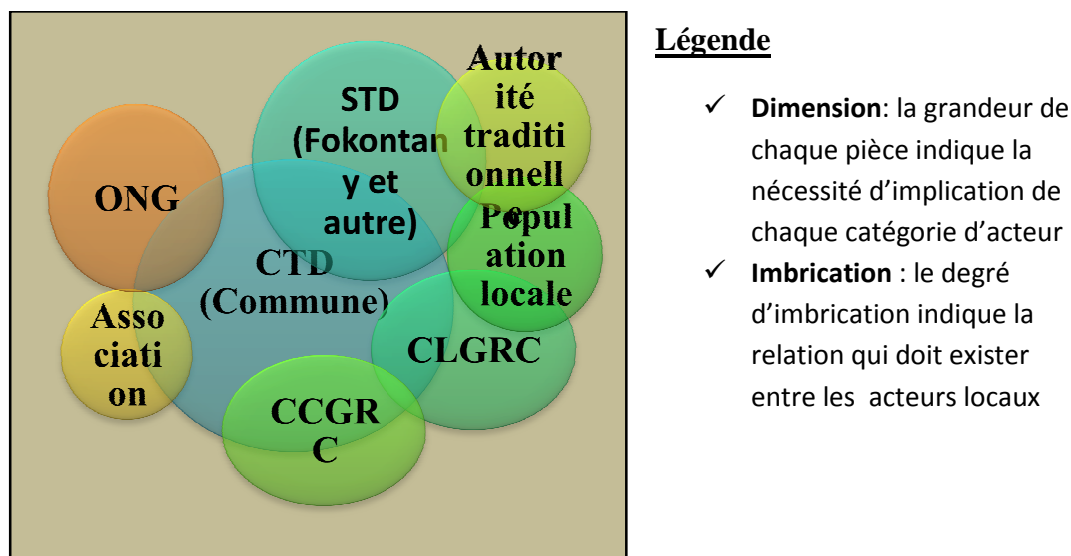 ONG
Asso
ciati
on
CTD
(Commune)
STD
(Fokontan
y et
autre)
Autor
ité
traditi
onnell
e
Popul
ation
locale
CLGRC
CCGR
C
Légende
✓ Dimension: la grandeur de
chaque pièce indique la
nécessité d’implication de
chaque catégorie d’acteur
✓ Imbrication : le degré
d’imbrication indique la
relation qui doit exister
entre les acteurs locaux